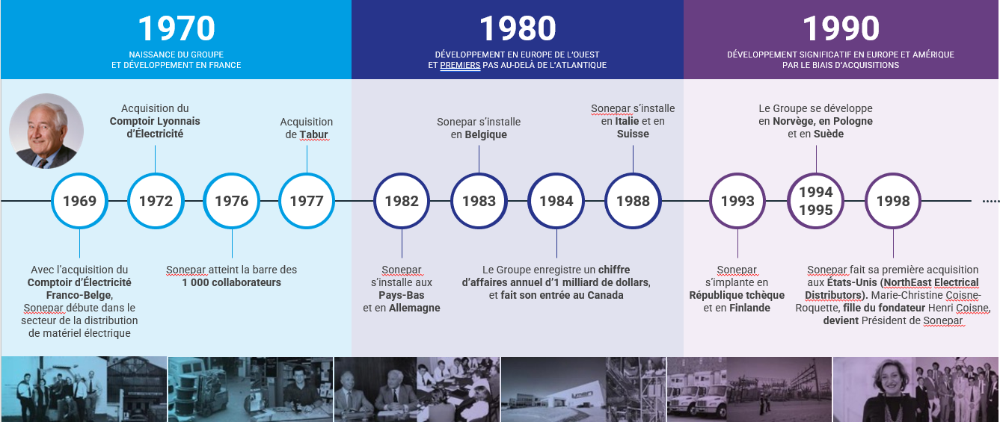 1970
NAISSANCE DU GROUPE
ET DÉVELOPPEMENT EN FRANCE
1980
DÉVELOPPEMENT EN EUROPE DE L'OUEST
ET PREMIERS PAS AU-DELÀ DE L'ATLANTIQUE
1990
DÉVELOPPEMENT SIGNIFICATIF EN EUROPE ET AMÉRIQUE
PAR LE BIAIS D'ACQUISITIONS
Acquisition du
Comptoir Lyonnais
d'Électricité
Acquisition
de Tabur
Sonepar s'installe
en Belgique
Sonepar s'installe
en Italie et en
Suisse
Le Groupe se développe
en Norvège, en Pologne
et en Suède
1969
1972
1976
1977
1982
1983
1984
1988
1993
1994
1995
1998
Avec l'acquisition du
Comptoir d'Électricité
Franco-Belge,
Sonepar débute dans le
secteur de la distribution
de matériel électrique
Sonepar atteint la barre des
1 000 collaborateurs
Sonepar
s'installe aux
Pays-Bas
et en Allemagne
Le Groupe enregistre un chiffre
d'affaires annuel d'1 milliard de dollars,
et fait son entrée au Canada
Sonepar
s'implante en
République tchèque
et en Finlande
Sonepar fait sa première acquisition
aux États-Unis (NorthEast Electrical
Distributors). Marie-Christine Coisne-
Roquette, fille du fondateur Henri Coisne,
devient Président de Sonepar
lumen